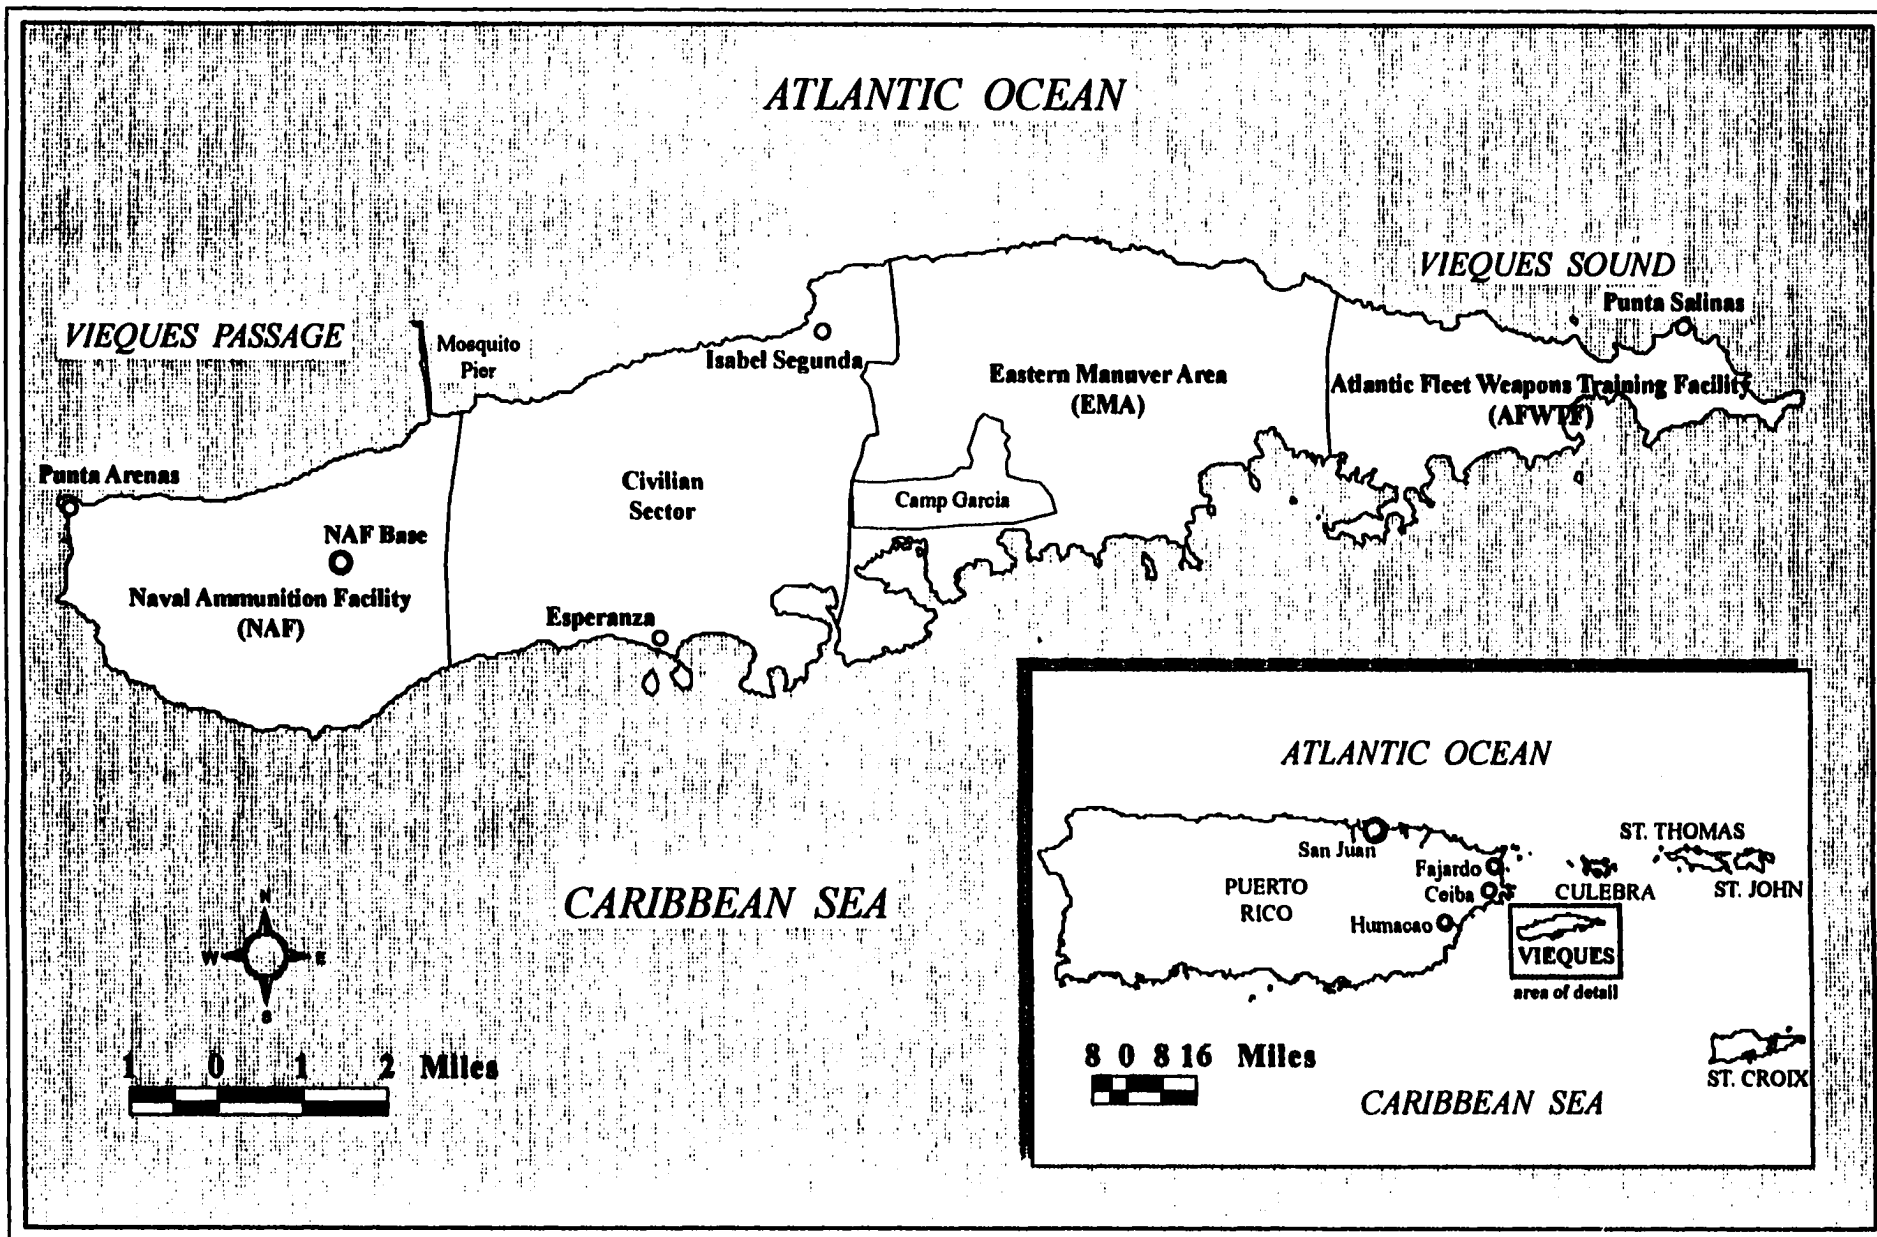 ATLANTIC OCEAN
VIEQUES SOUND
Punta Salinas
VIEQUES PASSAGE
Mosquito
Pier
Isabel Segunda
Eastern Manuver Area
(EMA)
Atlantic Fleet Weapons Training Facility
(AFWTF)
Punta Arenas
Civilian
Sector
Camp Garcia
NAF Base
Naval Ammunition Facility
(NAF)
Esperanza
CARIBBEAN SEA
N
W E
S
1 0 1 2 Miles
ATLANTIC OCEAN
ST. THOMAS
San Juan
Fajardo
Ceiba
CULEBRA
ST. JOHN
PUERTO
RICO
Humacao
VIEQUES
area of detail
8 0 8 16 Miles
ST. CROIX
CARIBBEAN SEA